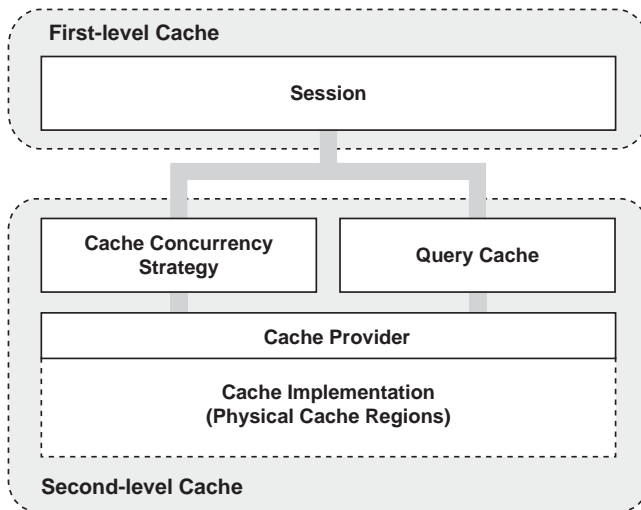 First-level Cache
Session
Cache Concurrency
Strategy
Query Cache
Cache Provider
Cache Implementation
(Physical Cache Regions)
Second-level Cache